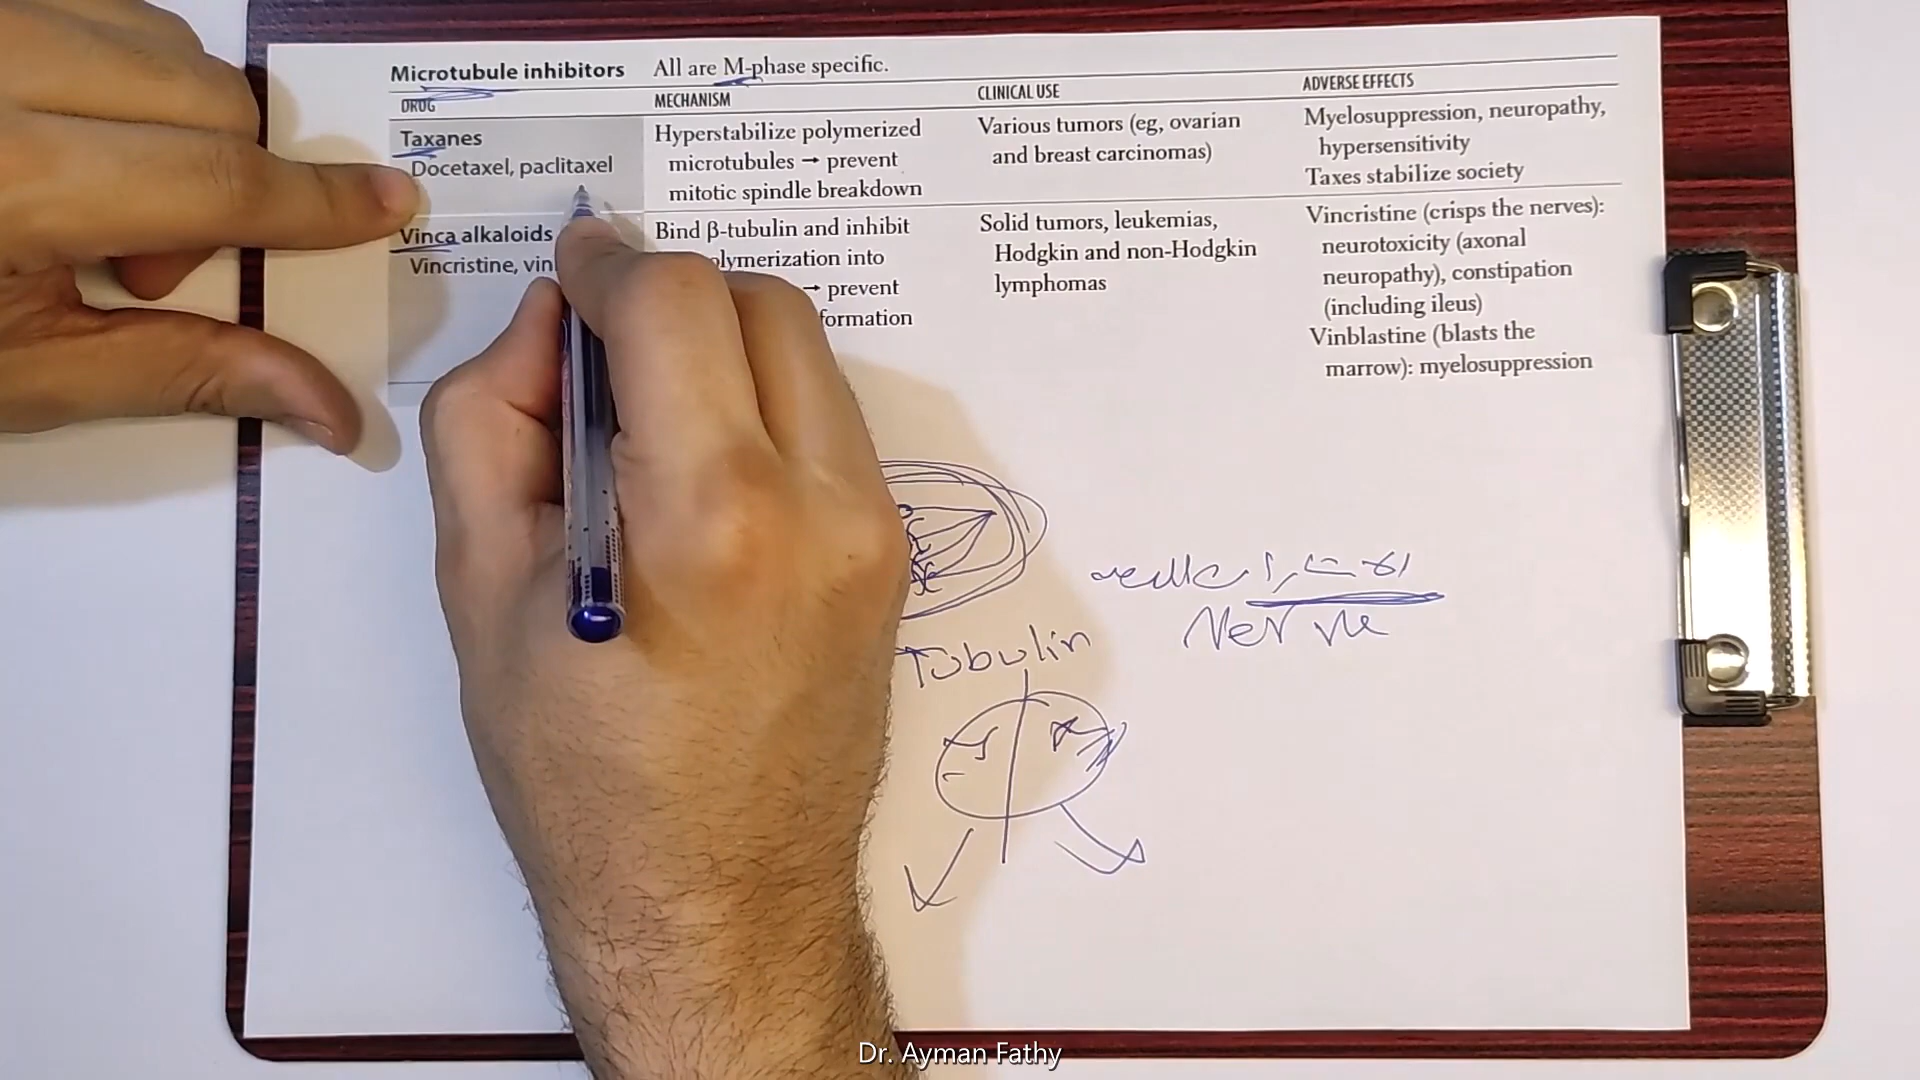 Microtubule inhibitors All are M-phase specific.
DRUG MECHANISM CLINICAL USE ADVERSE EFFECTS
Taxanes
Docetaxel, paclitaxel
Hyperstabilize polymerized
microtubules → prevent
mitotic spindle breakdown
Various tumors (eg, ovarian
and breast carcinomas)
Myelosuppression, neuropathy,
hypersensitivity
Taxes stabilize society
Vinca alkaloids
Vincristine,
Bind β-tubulin and inhibit
into
→ prevent
formation
Solid tumors, leukemias,
Hodgkin and non-Hodgkin
lymphomas
Vincristine (crisps the nerves):
neurotoxicity (axonal
neuropathy), constipation
(including ileus)
Vinblastine (blasts the
marrow): myelosuppression
Nerve
Tubulin
Dr. Ayman Fathy